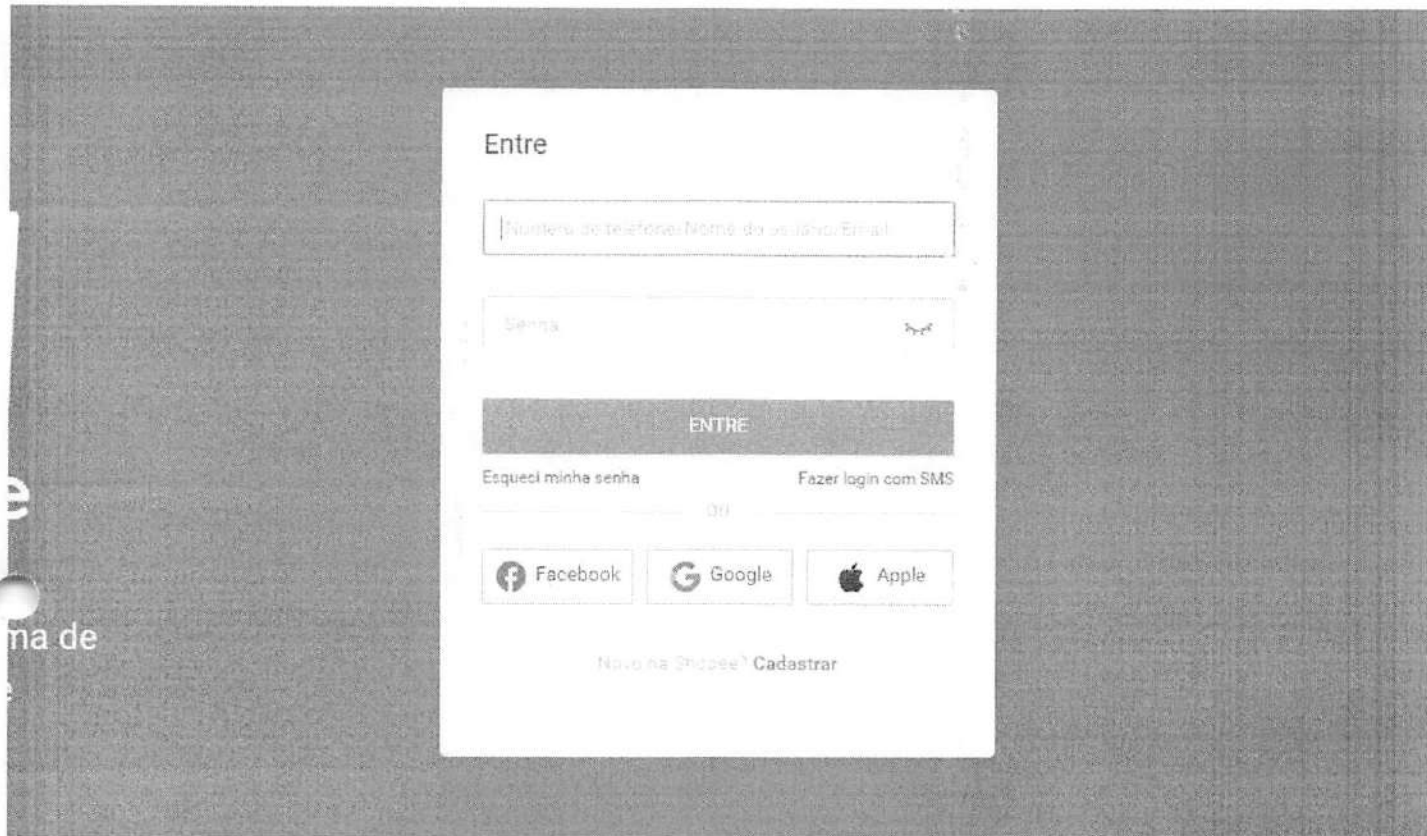 Entre
Número de telefone/Nome do usuário/Email
Senha
ENTRE
Esqueci minha senha
Fazer login com SMS
OU
Facebook
Google
Apple
Novo na Shopee? Cadastrar
e
ma de
e